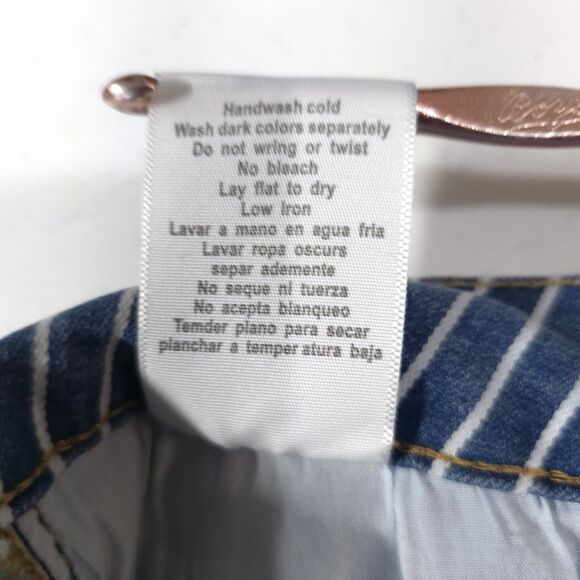 Handwash cold
Wash dark colors separately
Do not wring or twist
No bleach
Lay flat to dry
Low iron
Lavar a mano en agua fria
Lavar ropa oscurs
separ ademente
No seque ni tuerza
No acepta blanqueo
Temder plano para secar
planchar a temper atura baja